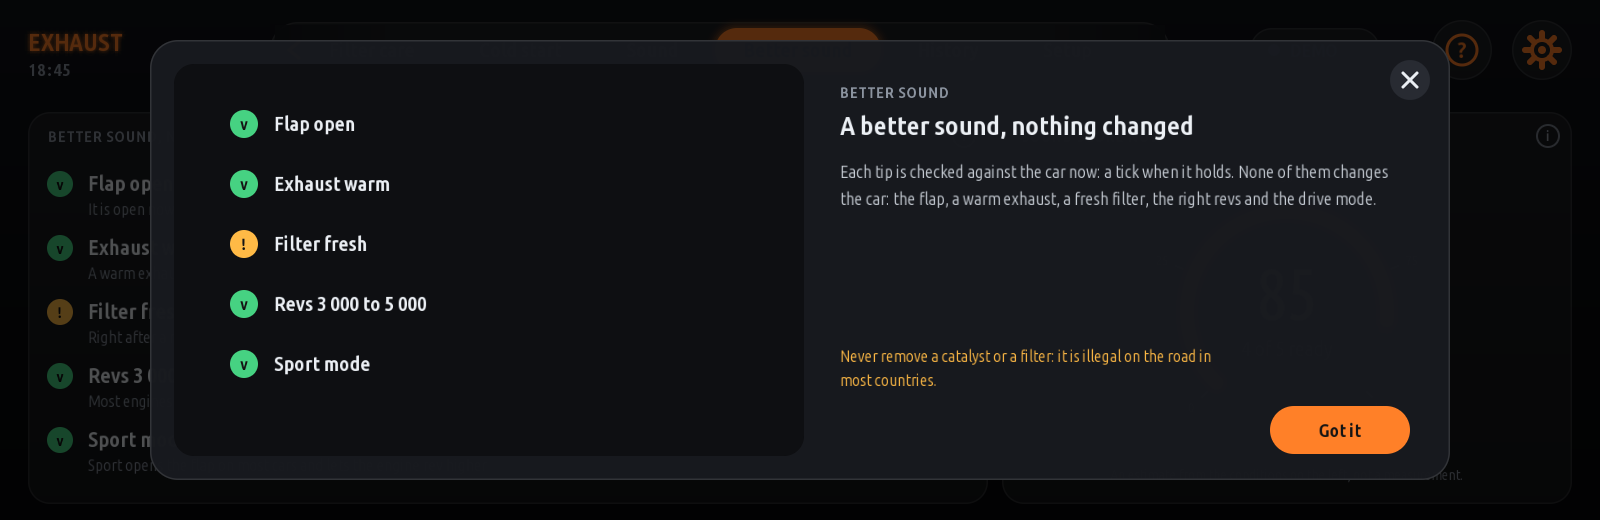 EXHAUST
18:45
?
BETTER SOUND
i
v Flap op
It is open
v Exhaus
A warm ex
! Filter f
Right afte
v Revs 3
Most engi
v Sport m
Sport open
v Flap open
v Exhaust warm
! Filter fresh
v Revs 3 000 to 5 000
v Sport mode
BETTER SOUND
A better sound, nothing changed
Each tip is checked against the car now: a tick when it holds. None of them changes
the car: the flap, a warm exhaust, a fresh filter, the right revs and the drive mode.
85
Never remove a catalyst or a filter: it is illegal on the road in
most countries.
Got it